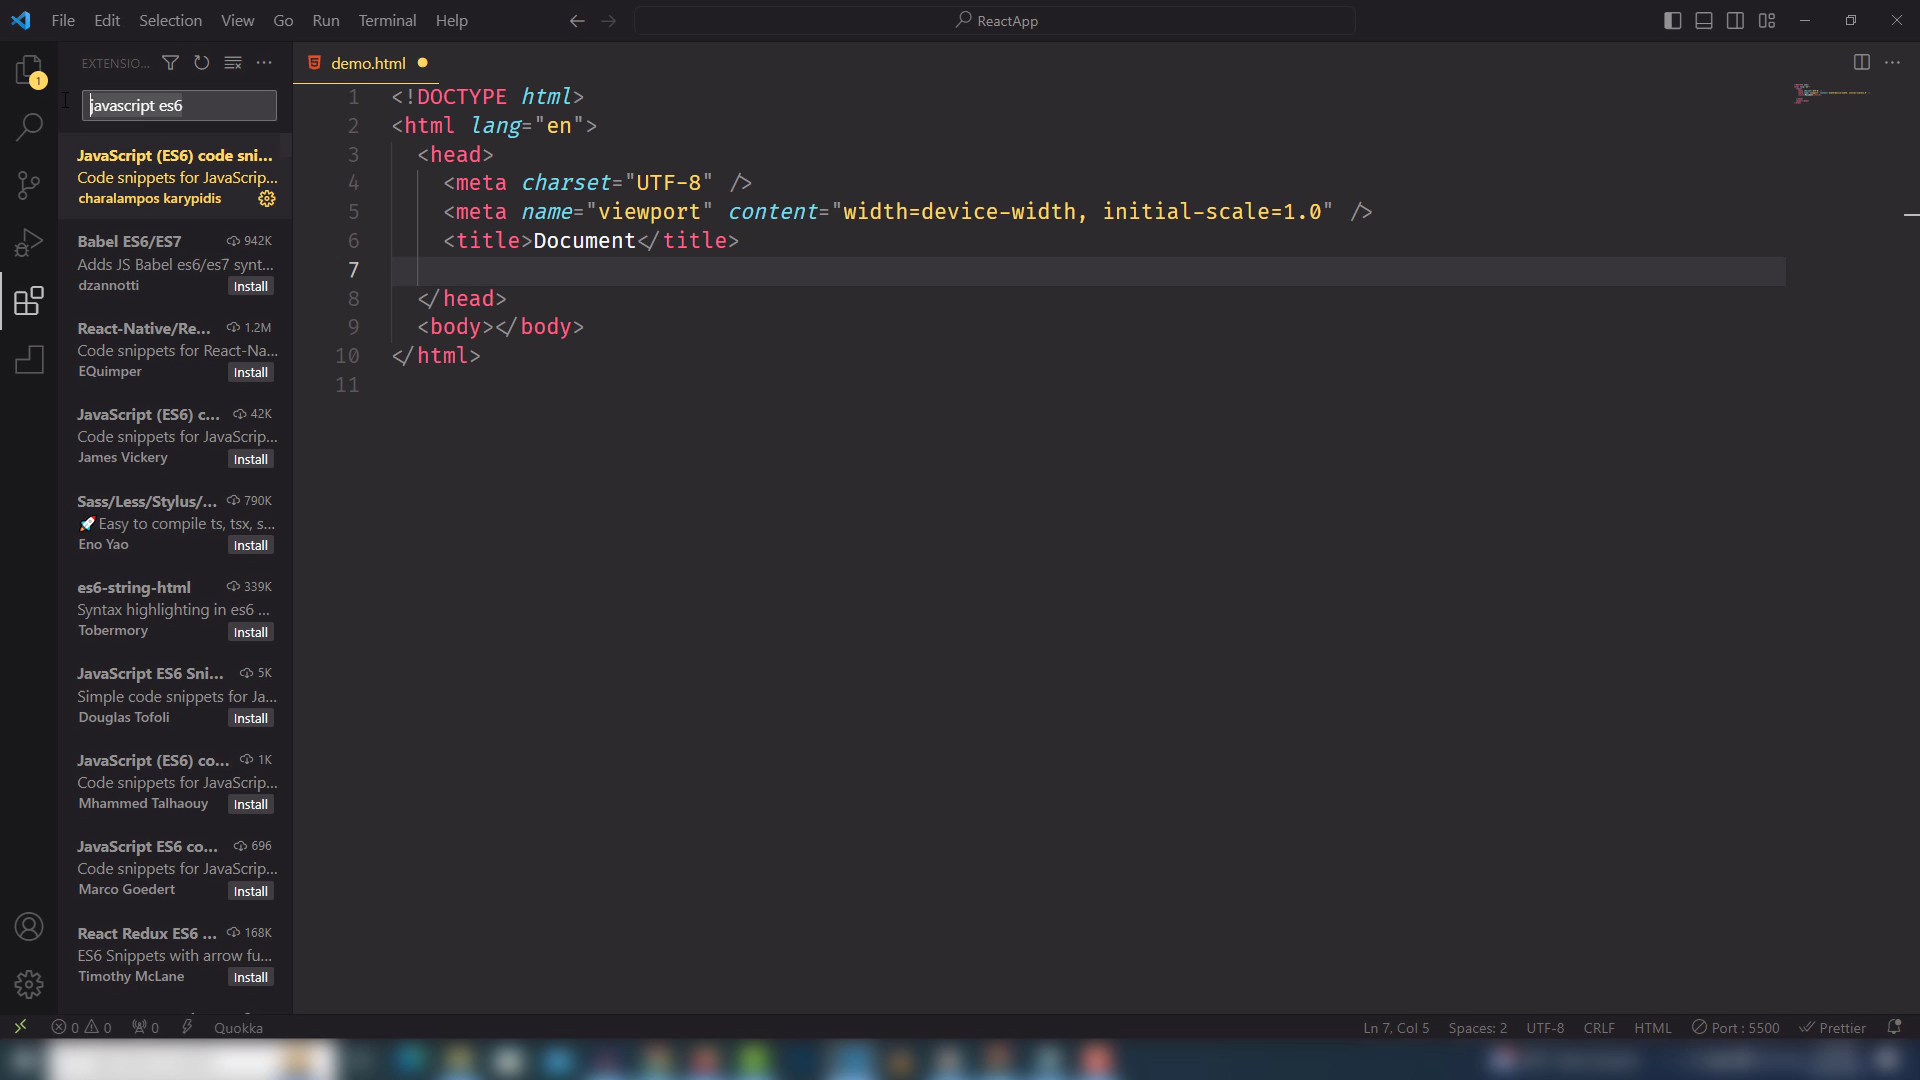 File Edit Selection View Go Run Terminal Help
ReactApp
EXTENSIO...
1
javascript es6
JavaScript (ES6) code sni...
Code snippets for JavaScrip...
charalampos karypidis
Babel ES6/ES7 942K
Adds JS Babel es6/es7 synt...
dzannotti Install
React-Native/Re... 1.2M
Code snippets for React-Na...
EQuimper Install
JavaScript (ES6) c... 42K
Code snippets for JavaScrip...
James Vickery Install
Sass/Less/Stylus/... 790K
🚀 Easy to compile ts, tsx, s...
Eno Yao Install
es6-string-html 339K
Syntax highlighting in es6 ...
Tobermory Install
JavaScript ES6 Sni... 5K
Simple code snippets for Ja...
Douglas Tofoli Install
JavaScript (ES6) co... 1K
Code snippets for JavaScrip...
Mhammed Talhaouy Install
JavaScript ES6 co... 696
Code snippets for JavaScrip...
Marco Goedert Install
React Redux ES6 ... 168K
ES6 Snippets with arrow fu...
Timothy McLane Install
demo.html
1 <!DOCTYPE html>
2 <html lang="en">
3 <head>
4 <meta charset="UTF-8" />
5 <meta name="viewport" content="width=device-width, initial-scale=1.0" />
6 <title>Document</title>
7
8 </head>
9 <body></body>
10 </html>
11
0 0 0 Quokka Ln 7, Col 5 Spaces: 2 UTF-8 CRLF HTML Port : 5500 Prettier